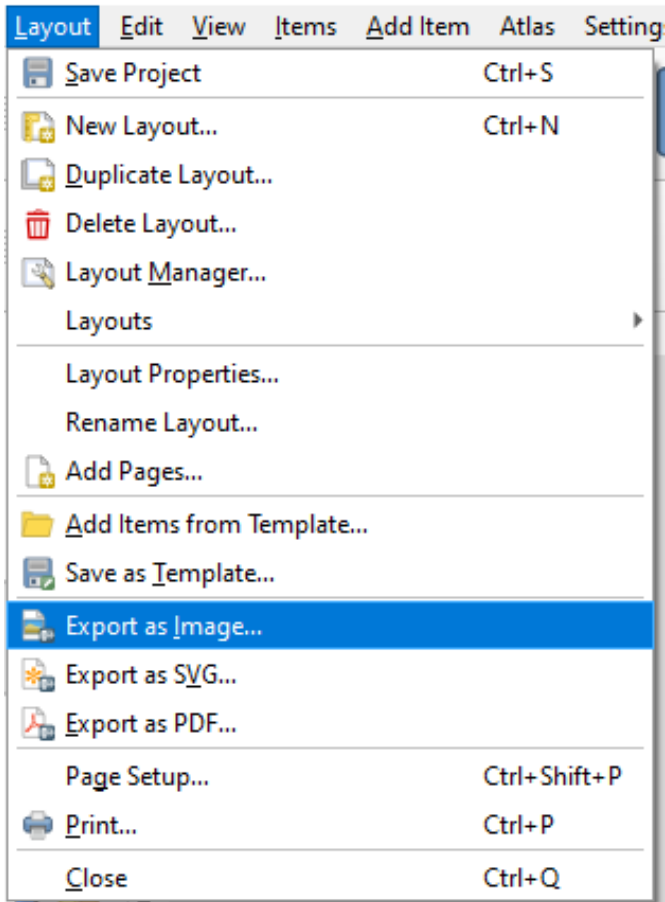 Layout Edit View Items Add Item Atlas Setting
Save Project Ctrl+S
New Layout... Ctrl+N
Duplicate Layout...
Delete Layout...
Layout Manager...
Layouts
Layout Properties...
Rename Layout...
Add Pages...
Add Items from Template...
Save as Template...
Export as Image...
Export as SVG...
Export as PDF...
Page Setup... Ctrl+Shift+P
Print... Ctrl+P
Close Ctrl+Q